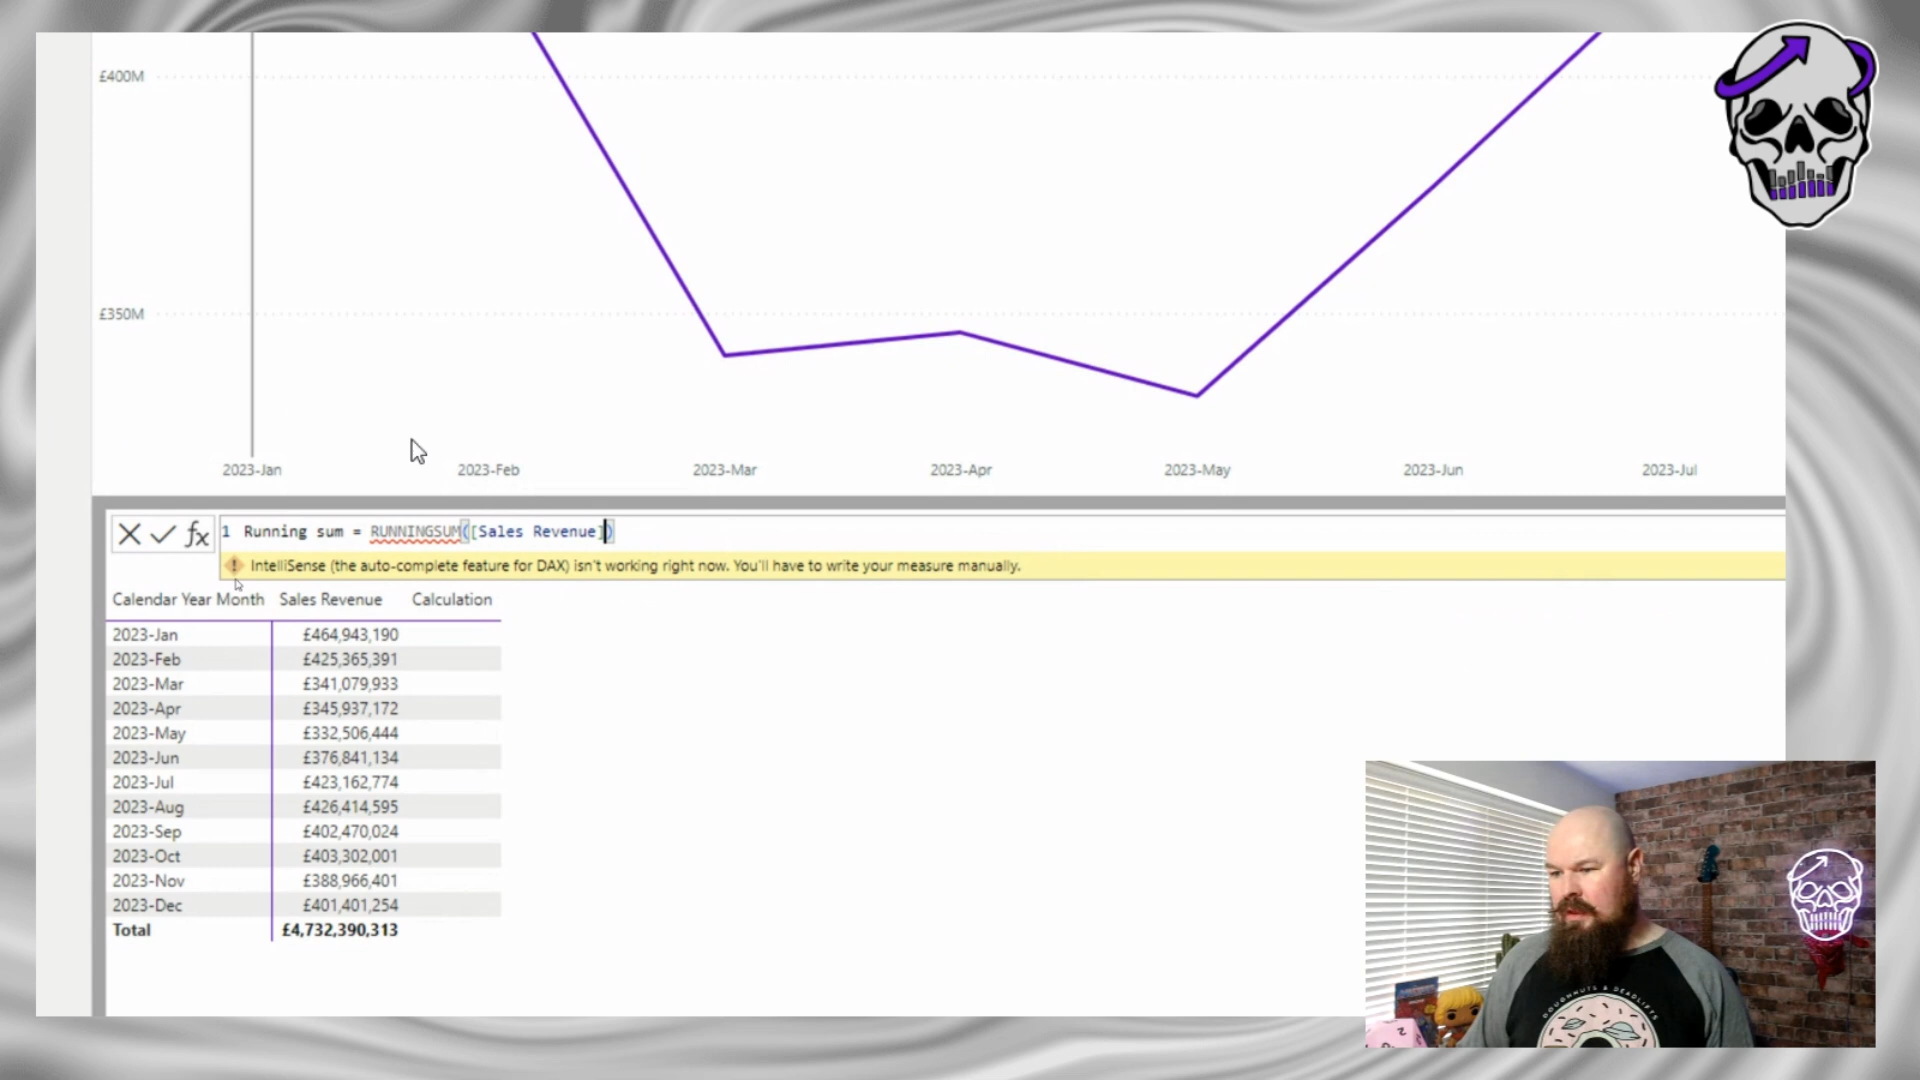 £400M
£350M
2023-Jan 2023-Feb 2023-Mar 2023-Apr 2023-May 2023-Jun 2023-Jul
1 Running sum = RUNNINGSUM([Sales Revenue])
IntelliSense (the auto-complete feature for DAX) isn't working right now. You'll have to write your measure manually.
Calendar Year Month Sales Revenue Calculation
2023-Jan £464,943,190
2023-Feb £425,365,391
2023-Mar £341,079,933
2023-Apr £345,937,172
2023-May £332,506,444
2023-Jun £376,841,134
2023-Jul £423,162,774
2023-Aug £426,414,595
2023-Sep £402,470,024
2023-Oct £403,302,001
2023-Nov £388,966,401
2023-Dec £401,401,254
Total £4,732,390,313
DOUGHNUTS & DEADLIFTS